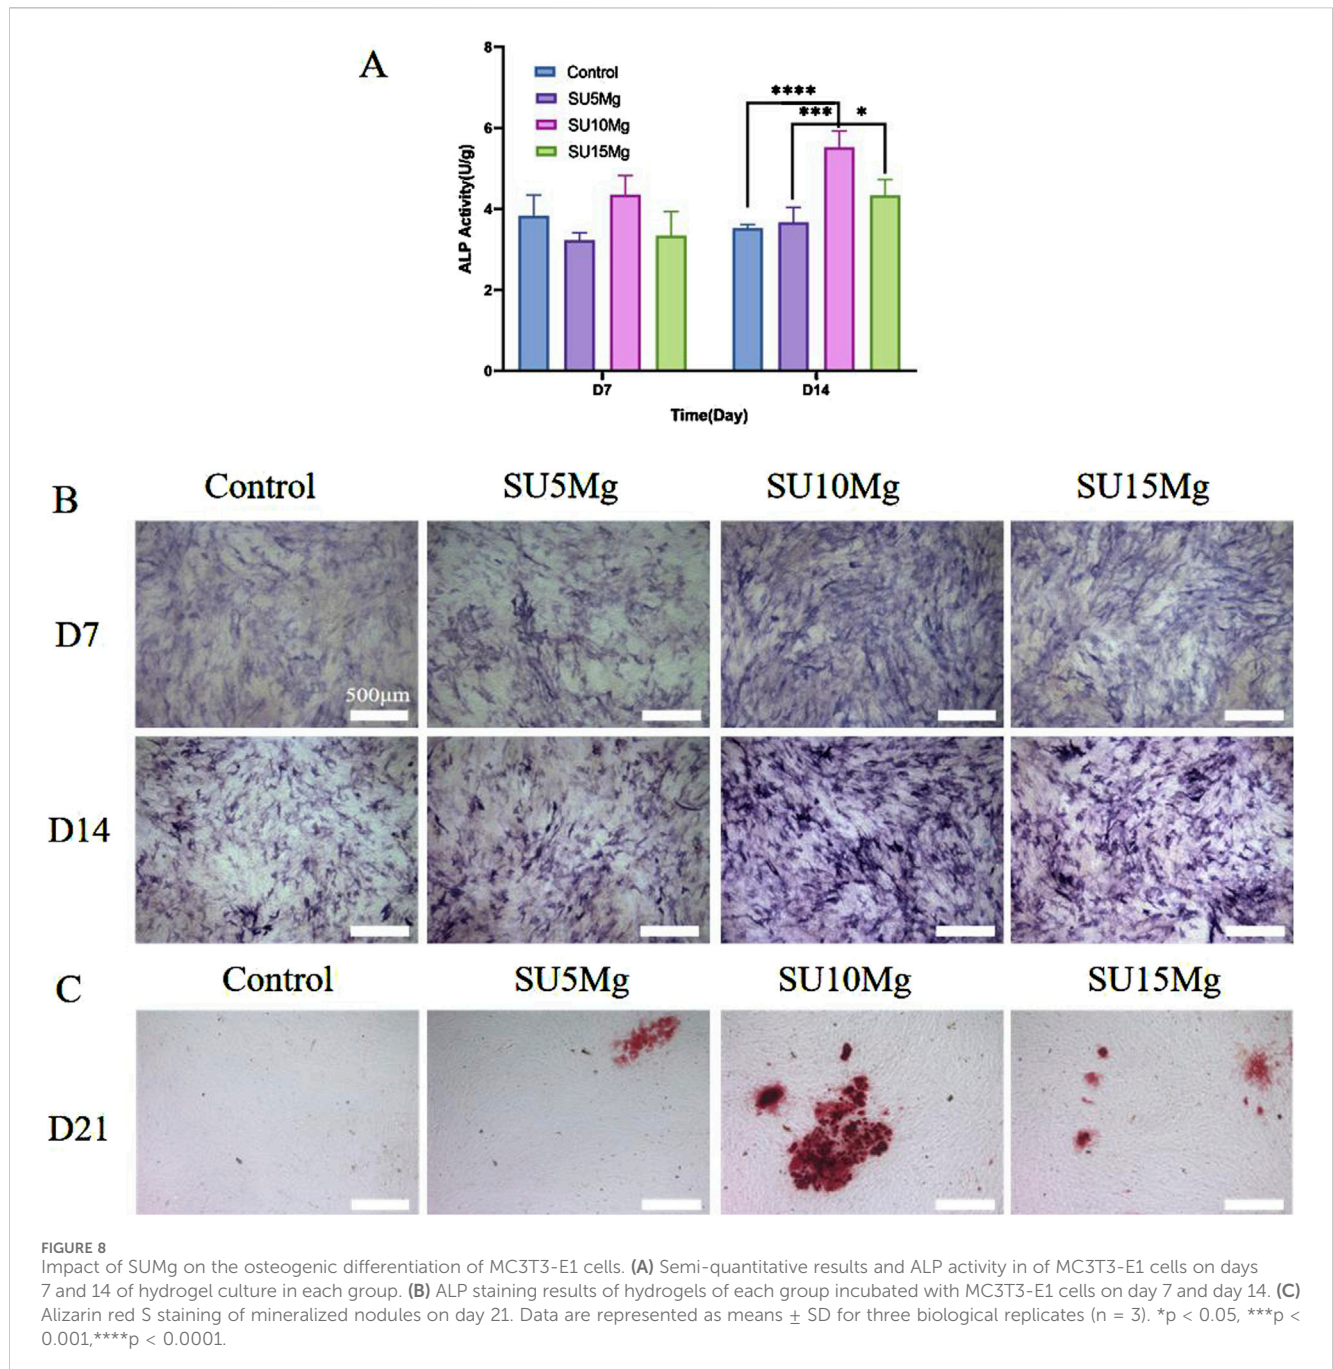 A
8
6
4
2
0
ALP Activity(U/g)
Control
SU5Mg
SU10Mg
SU15Mg
****
*** *
D7 D14
Time(Day)
B Control SU5Mg SU10Mg SU15Mg
D7
500μm
D14
C Control SU5Mg SU10Mg SU15Mg
D21
FIGURE 8
Impact of SUMg on the osteogenic differentiation of MC3T3-E1 cells. (A) Semi-quantitative results and ALP activity in of MC3T3-E1 cells on days
7 and 14 of hydrogel culture in each group. (B) ALP staining results of hydrogels of each group incubated with MC3T3-E1 cells on day 7 and day 14. (C)
Alizarin red S staining of mineralized nodules on day 21. Data are represented as means ± SD for three biological replicates (n = 3). *p < 0.05, ***p <
0.001,****p < 0.0001.